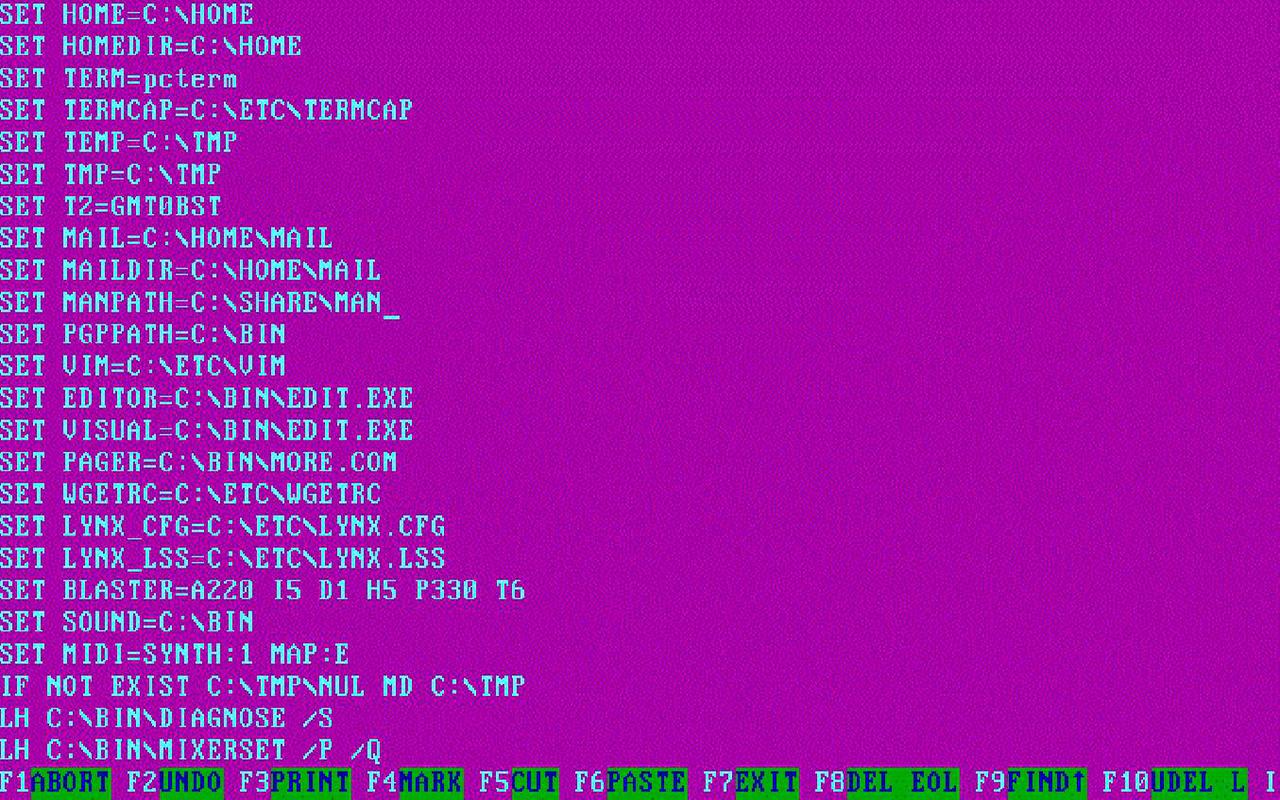 SET HOME=C:\HOME
SET HOMEDIR=C:\HOME
SET TERM=pcterm
SET TERMCAP=C:\ETC\TERMCAP
SET TEMP=C:\TMP
SET TMP=C:\TMP
SET TZ=GMT0BST
SET MAIL=C:\HOME\MAIL
SET MAILDIR=C:\HOME\MAIL
SET MANPATH=C:\SHARE\MAN_
SET PGPPATH=C:\BIN
SET VIM=C:\ETC\VIM
SET EDITOR=C:\BIN\EDIT.EXE
SET VISUAL=C:\BIN\EDIT.EXE
SET PAGER=C:\BIN\MORE.COM
SET WGETRC=C:\ETC\WGETRC
SET LYNX_CFG=C:\ETC\LYNX.CFG
SET LYNX_LSS=C:\ETC\LYNX.LSS
SET BLASTER=A220 I5 D1 H5 P330 T6
SET SOUND=C:\BIN
SET MIDI=SYNTH:1 MAP:E
IF NOT EXIST C:\TMP\NUL MD C:\TMP
LH C:\BIN\DIAGNOSE /S
LH C:\BIN\MIXERSET /P /Q
F1ABORT F2UNDO F3PRINT F4MARK F5CUT F6PASTE F7EXIT F8DEL EOL F9FIND↑ F10UDEL L I